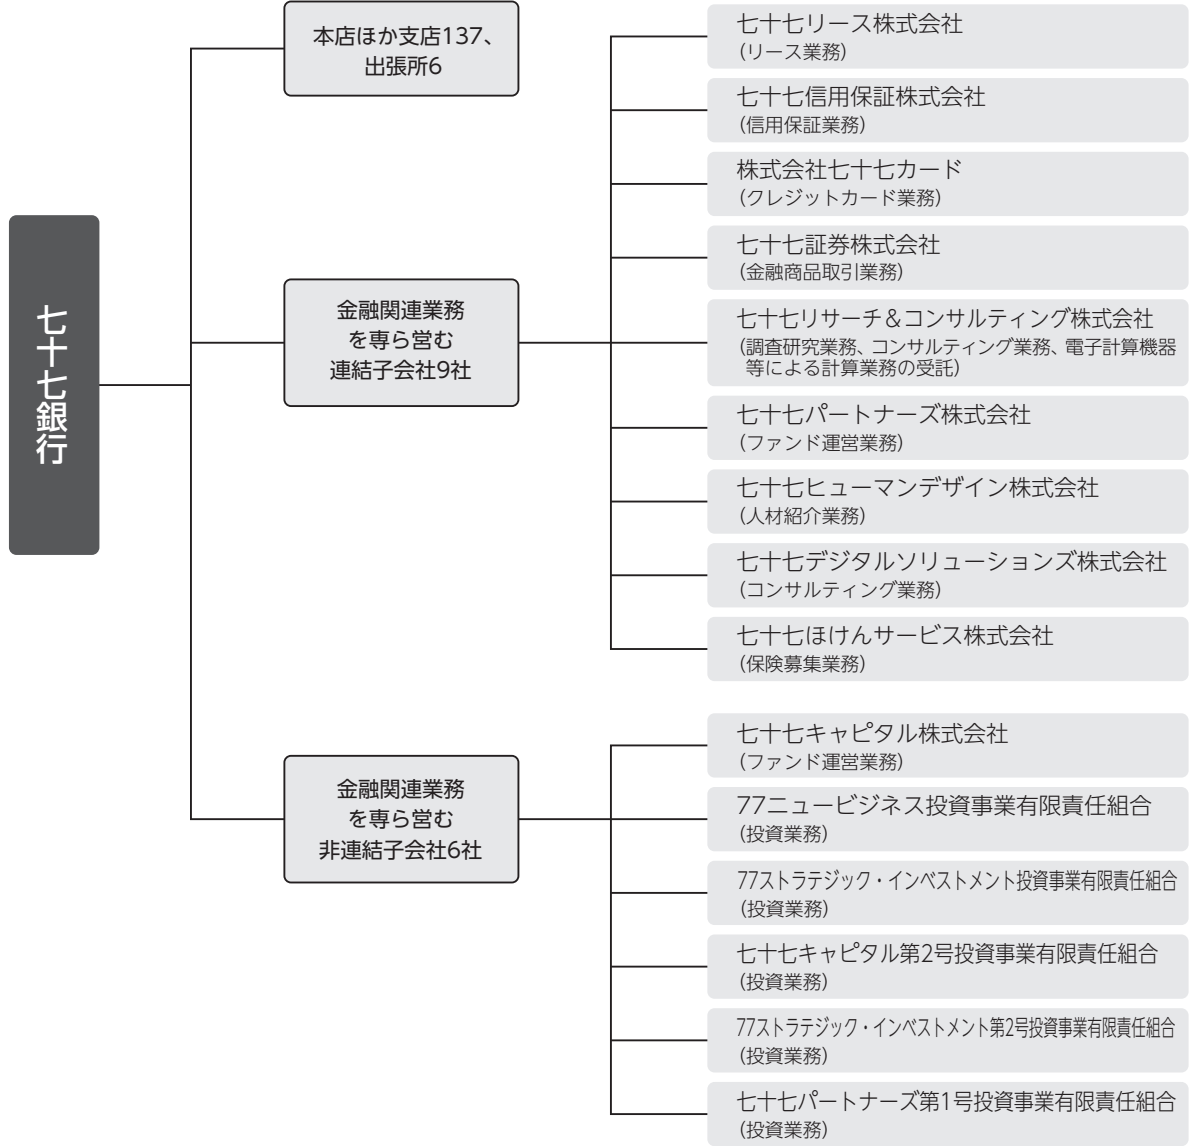 七十七銀行
本店ほか支店137、
出張所6
金融関連業務
を専ら営む
連結子会社9社
七十七リース株式会社
(リース業務)
七十七信用保証株式会社
(信用保証業務)
株式会社七十七カード
(クレジットカード業務)
七十七証券株式会社
(金融商品取引業務)
七十七リサーチ&コンサルティング株式会社
(調査研究業務、コンサルティング業務、電子計算機器
等による計算業務の受託)
七十七パートナーズ株式会社
(ファンド運営業務)
七十七ヒューマンデザイン株式会社
(人材紹介業務)
七十七デジタルソリューションズ株式会社
(コンサルティング業務)
七十七ほけんサービス株式会社
(保険募集業務)
金融関連業務
を専ら営む
非連結子会社6社
七十七キャピタル株式会社
(ファンド運営業務)
77ニュービジネス投資事業有限責任組合
(投資業務)
77ストラテジック・インベストメント投資事業有限責任組合
(投資業務)
七十七キャピタル第2号投資事業有限責任組合
(投資業務)
77ストラテジック・インベストメント第2号投資事業有限責任組合
(投資業務)
七十七パートナーズ第1号投資事業有限責任組合
(投資業務)